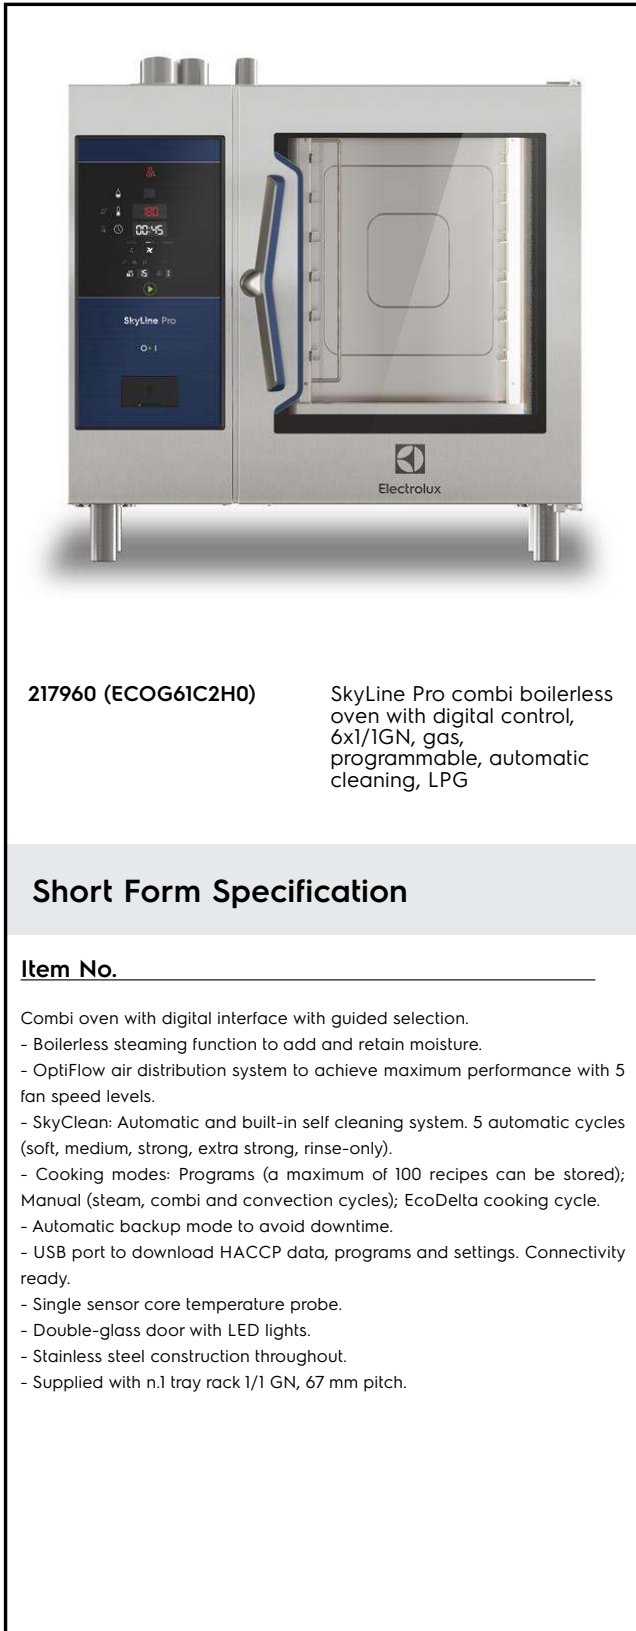 180
00:45
15
SkyLine Pro
Electrolux
217960 (ECOG61C2H0)
SkyLine Pro combi boilerless
oven with digital control,
6x1/1GN, gas,
programmable, automatic
cleaning, LPG
Short Form Specification
Item No.
Combi oven with digital interface with guided selection.
- Boilerless steaming function to add and retain moisture.
- OptiFlow air distribution system to achieve maximum performance with 5
fan speed levels.
- SkyClean: Automatic and built-in self cleaning system. 5 automatic cycles
(soft, medium, strong, extra strong, rinse-only).
- Cooking modes: Programs (a maximum of 100 recipes can be stored);
Manual (steam, combi and convection cycles); EcoDelta cooking cycle.
- Automatic backup mode to avoid downtime.
- USB port to download HACCP data, programs and settings. Connectivity
ready.
- Single sensor core temperature probe.
- Double-glass door with LED lights.
- Stainless steel construction throughout.
- Supplied with n.1 tray rack 1/1 GN, 67 mm pitch.